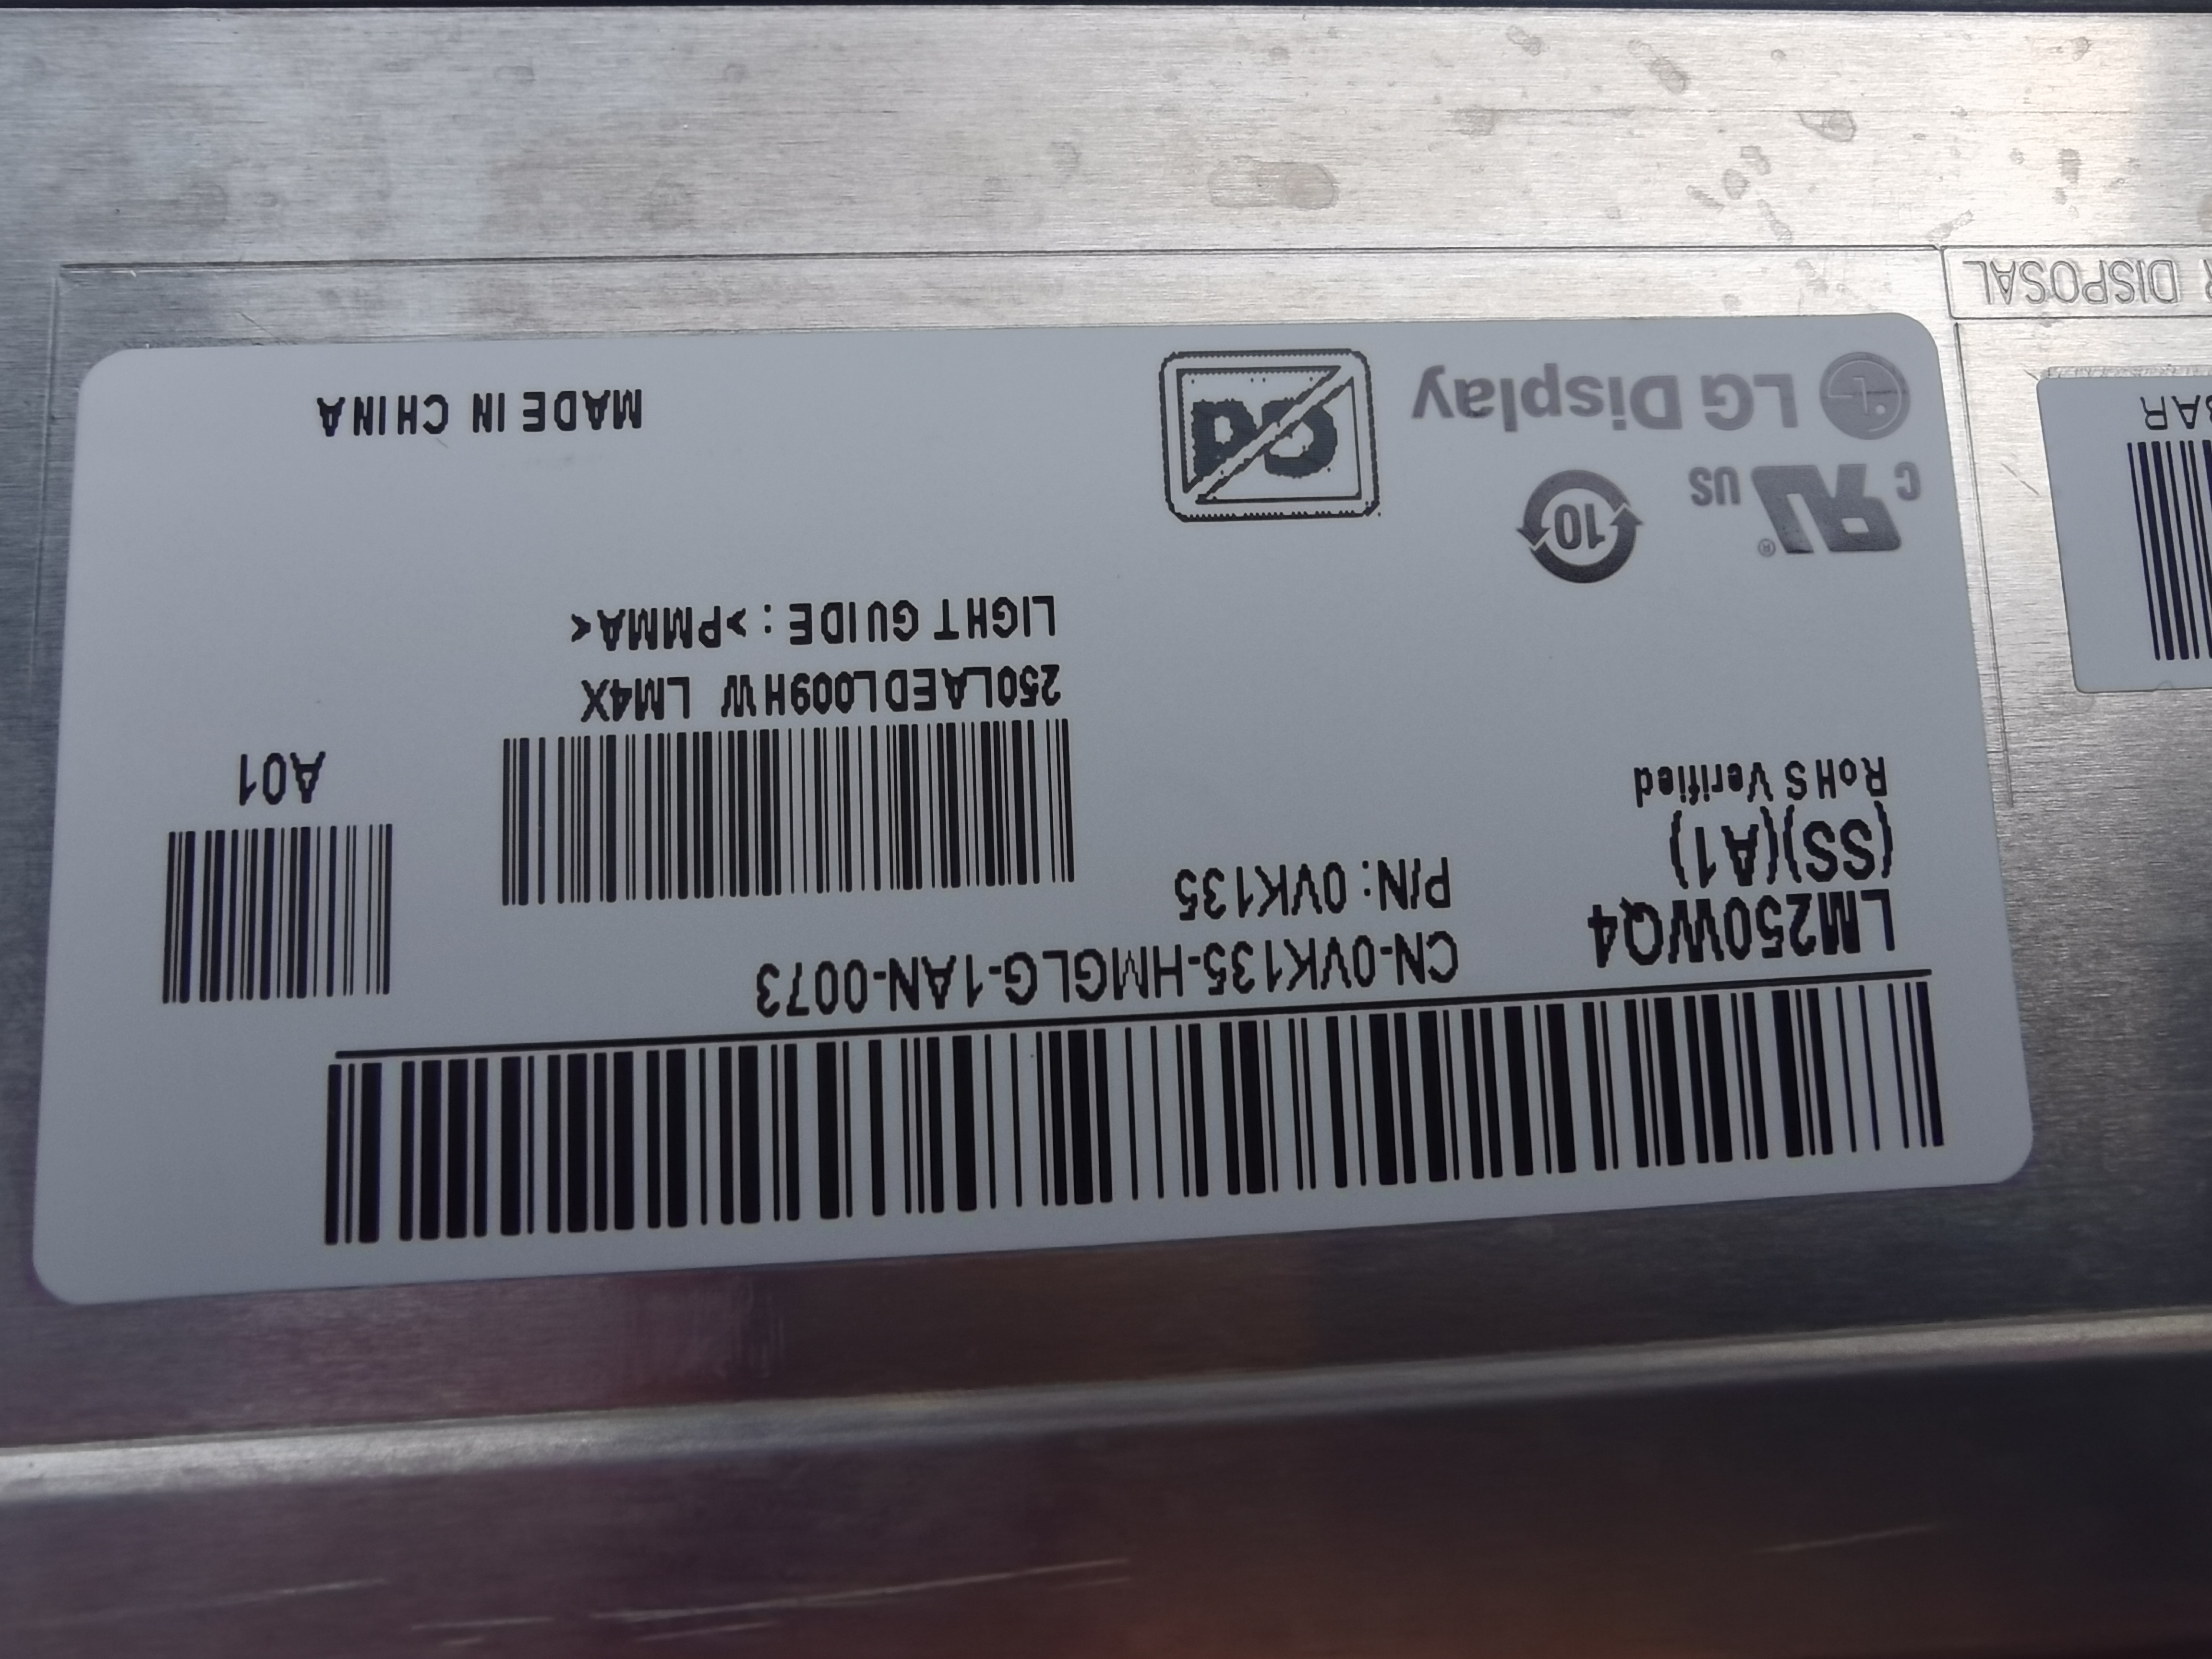 CN-0VK135-HMGLG-1AN-0073
LM250WQ4
(SS)(A1)
P/N: 0VK135
RoHS Verified
A01
250LAEDL009HW LM4X
LIGHT GUIDE : >PMMA<
C US
®
10
LG Display
MADE IN CHINA
DISPOSAL